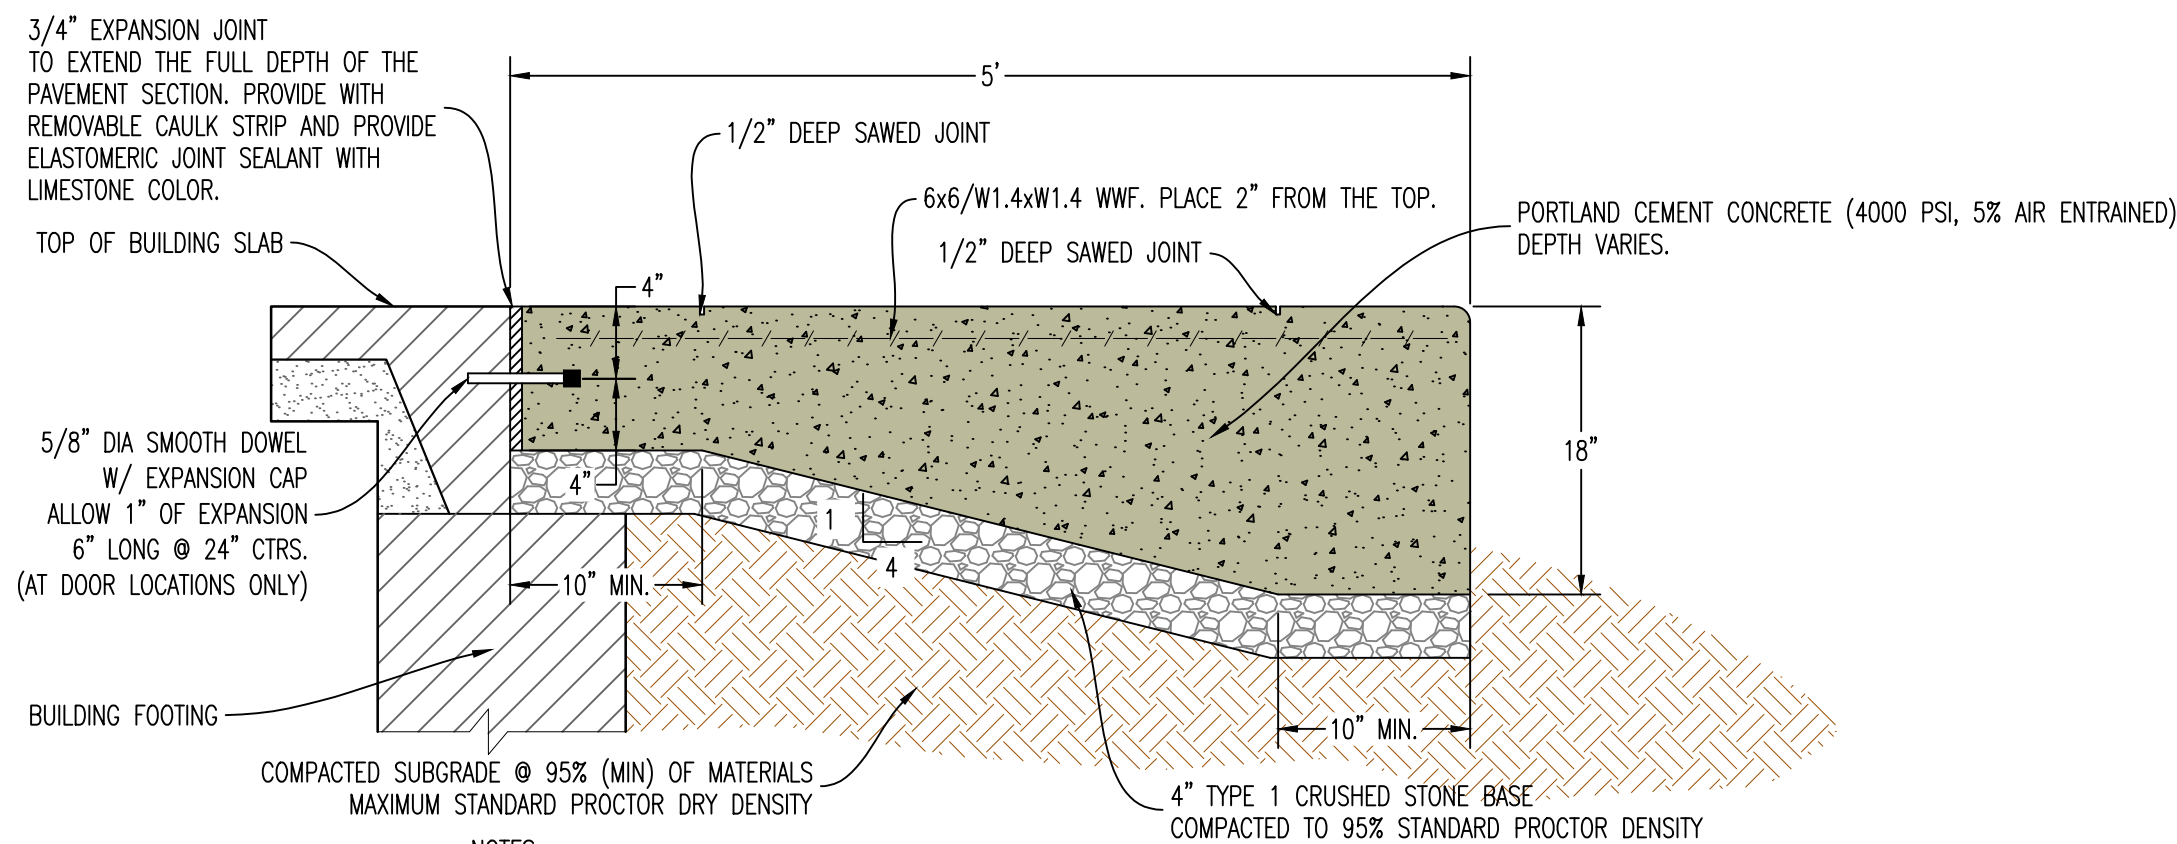 3/4" EXPANSION JOINT
TO EXTEND THE FULL DEPTH OF THE
PAVEMENT SECTION. PROVIDE WITH
REMOVABLE CAULK STRIP AND PROVIDE
ELASTOMERIC JOINT SEALANT WITH
LIMESTONE COLOR.
TOP OF BUILDING SLAB
5'
1/2" DEEP SAWED JOINT
6x6/W1.4xW1.4 WWF. PLACE 2" FROM THE TOP.
1/2" DEEP SAWED JOINT
PORTLAND CEMENT CONCRETE (4000 PSI, 5% AIR ENTRAINED)
DEPTH VARIES.
4"
4"
18"
5/8" DIA SMOOTH DOWEL
W/ EXPANSION CAP
ALLOW 1" OF EXPANSION
6" LONG @ 24" CTRS.
(AT DOOR LOCATIONS ONLY)
1
4
10" MIN.
10" MIN.
BUILDING FOOTING
COMPACTED SUBGRADE @ 95% (MIN) OF MATERIALS
MAXIMUM STANDARD PROCTOR DRY DENSITY
4" TYPE 1 CRUSHED STONE BASE
COMPACTED TO 95% STANDARD PROCTOR DENSITY
NOTES